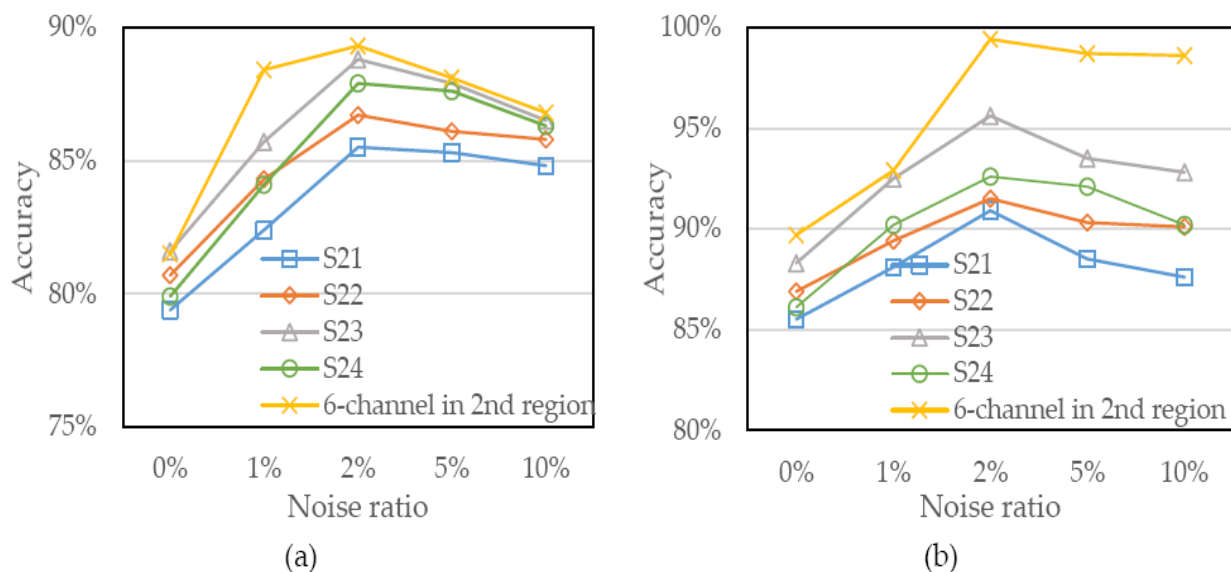 90%
85%
80%
75%
Accuracy
S21
S22
S23
S24
6-channel in 2nd region
0% 1% 2% 5% 10%
Noise ratio
(a)
100%
95%
90%
85%
80%
Accuracy
S21
S22
S23
S24
6-channel in 2nd region
0% 1% 2% 5% 10%
Noise ratio
(b)